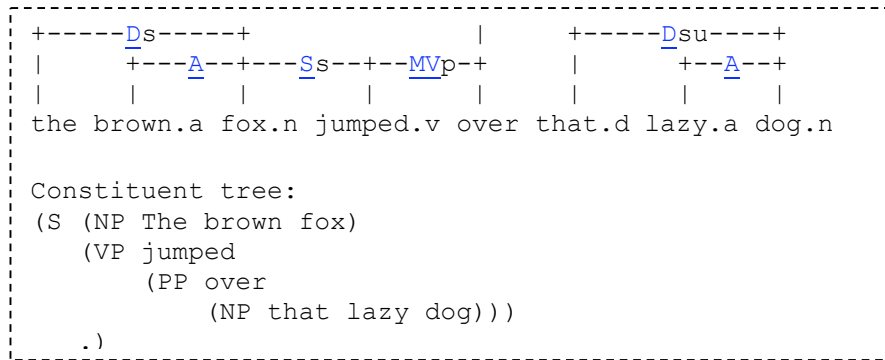 +-----Ds-----+                    |        +-----Dsu----+
|      +---A--+---Ss--+--MVp-+        |        +--A--+
|      |      |       |      |        |        |     |
the brown.a fox.n jumped.v over that.d lazy.a dog.n
Constituent tree:
(S (NP The brown fox)
   (VP jumped
       (PP over
           (NP that lazy dog)))
   .)